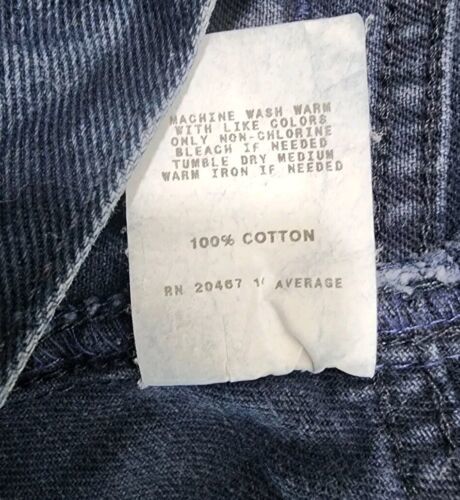 MACHINE WASH WARM
WITH LIKE COLORS
ONLY NON-CHLORINE
BLEACH IF NEEDED
TUMBLE DRY MEDIUM
WARM IRON IF NEEDED
100% COTTON
RN 20467 AVERAGE